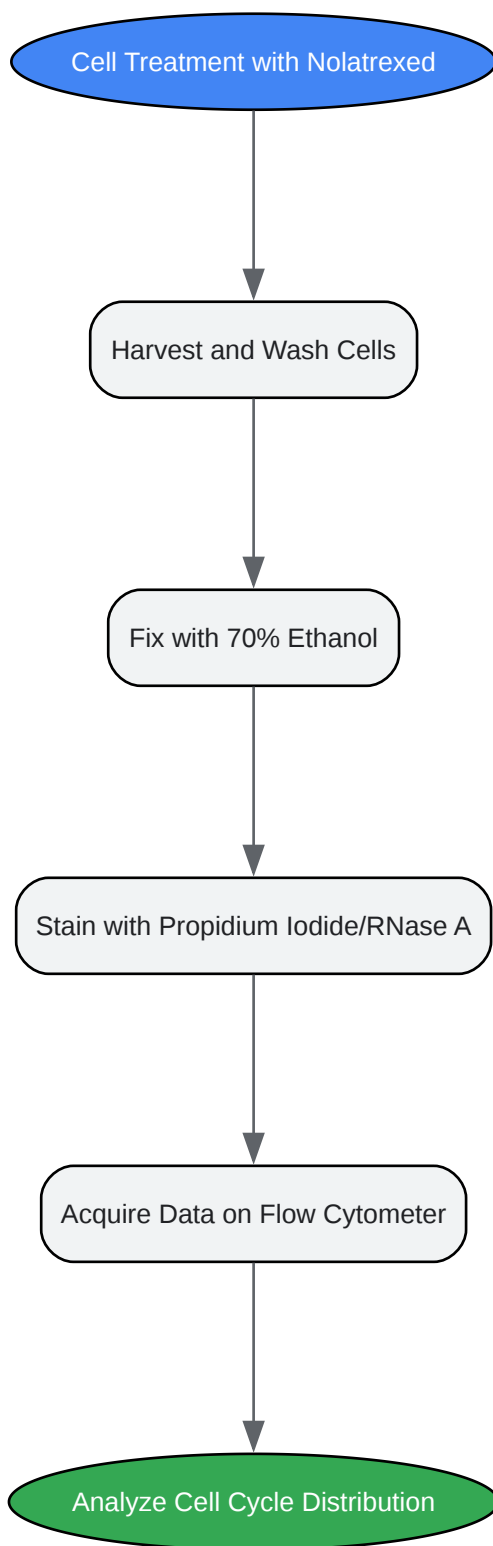 Cell Treatment with Nolatrexed
Harvest and Wash Cells
Fix with 70% Ethanol
Stain with Propidium Iodide/RNase A
Acquire Data on Flow Cytometer
Analyze Cell Cycle Distribution